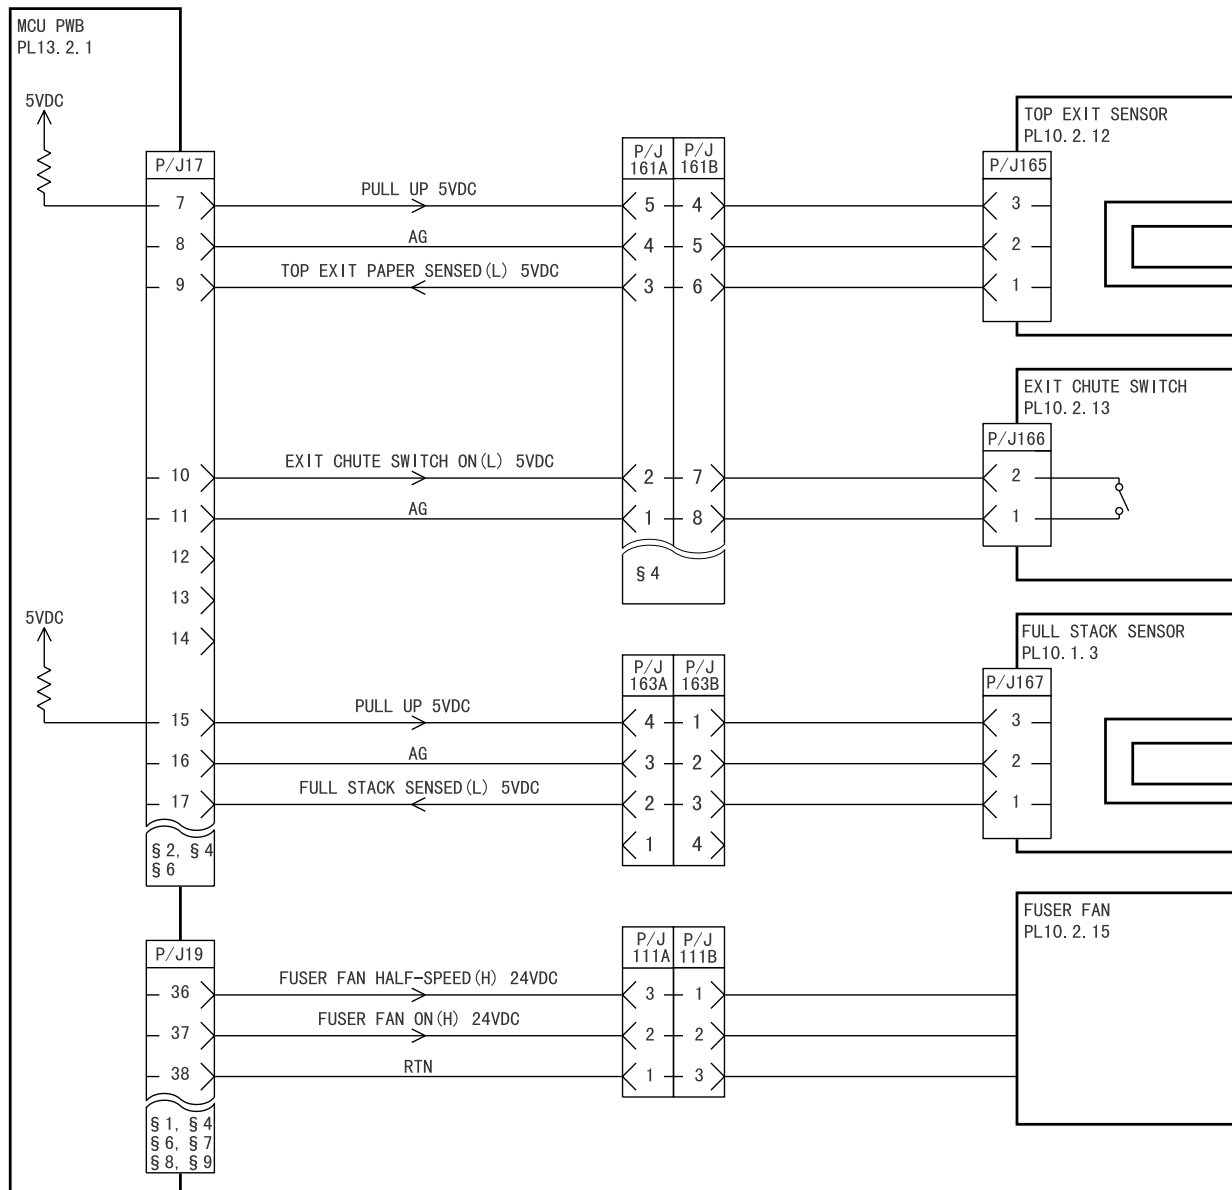 MCU PWB
PL13.2.1
5VDC
P/J17
7
8
9
10
11
12
13
14
15
16
17
§2, §4
§6
PULL UP 5VDC
AG
TOP EXIT PAPER SENSED(L) 5VDC
EXIT CHUTE SWITCH ON(L) 5VDC
AG
P/J P/J
161A 161B
5 4
4 5
3 6
2 7
1 8
§4
TOP EXIT SENSOR
PL10.2.12
P/J165
3
2
1
EXIT CHUTE SWITCH
PL10.2.13
P/J166
2
1
5VDC
PULL UP 5VDC
AG
FULL STACK SENSED(L) 5VDC
P/J P/J
163A 163B
4 1
3 2
2 3
1 4
FULL STACK SENSOR
PL10.1.3
P/J167
3
2
1
P/J19
36
37
38
§1, §4
§6, §7
§8, §9
FUSER FAN HALF-SPEED(H) 24VDC
FUSER FAN ON(H) 24VDC
RTN
P/J P/J
111A 111B
3 1
2 2
1 3
FUSER FAN
PL10.2.15